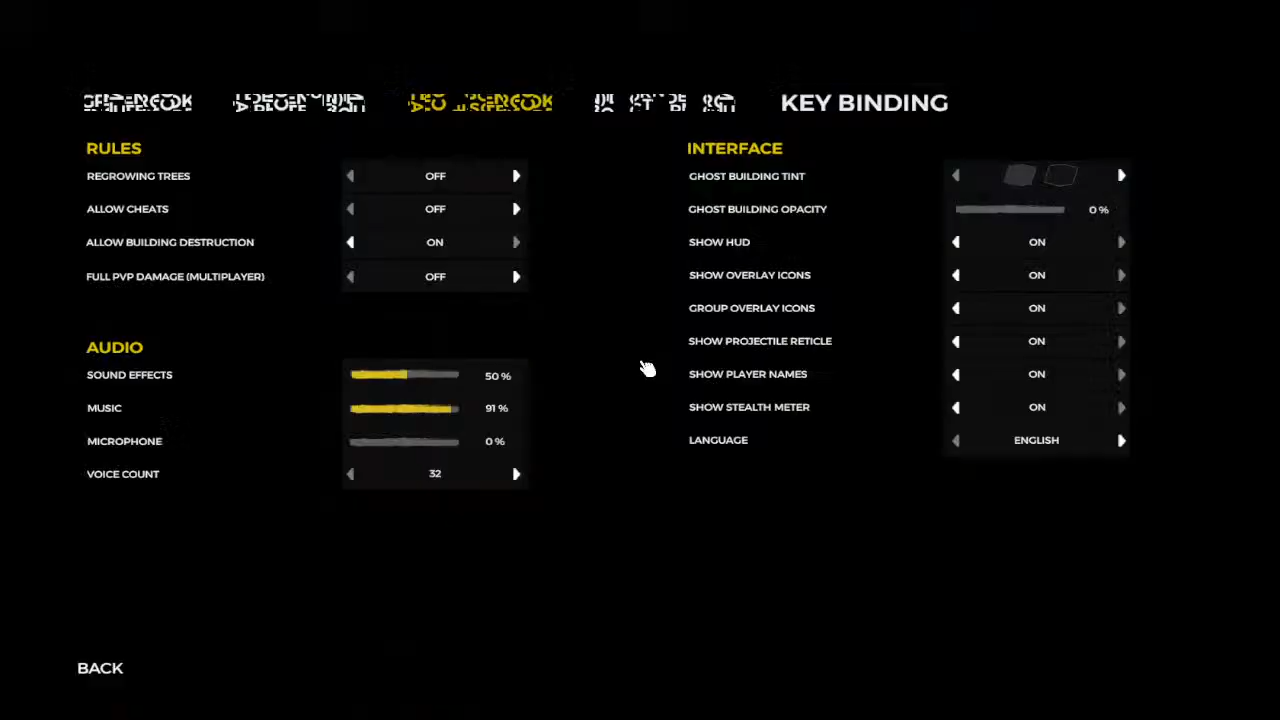 KEY BINDING
RULES
REGROWING TREES OFF
ALLOW CHEATS OFF
ALLOW BUILDING DESTRUCTION ON
FULL PVP DAMAGE (MULTIPLAYER) OFF
AUDIO
SOUND EFFECTS 50 %
MUSIC 91 %
MICROPHONE 0 %
VOICE COUNT 32
INTERFACE
GHOST BUILDING TINT
GHOST BUILDING OPACITY 0 %
SHOW HUD ON
SHOW OVERLAY ICONS ON
GROUP OVERLAY ICONS ON
SHOW PROJECTILE RETICLE ON
SHOW PLAYER NAMES ON
SHOW STEALTH METER ON
LANGUAGE ENGLISH
BACK